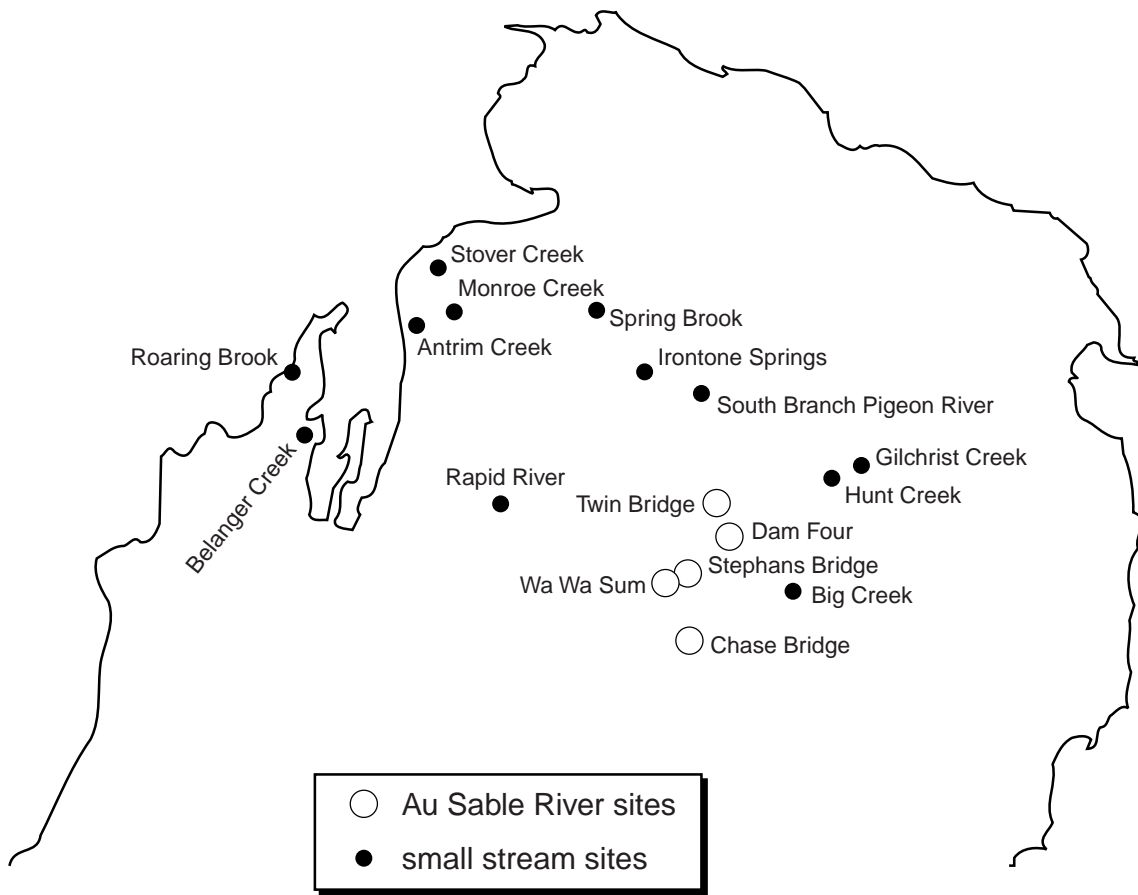 Stover Creek
Monroe Creek
Spring Brook
Antrim Creek
Roaring Brook
Irontone Springs
South Branch Pigeon River
Belanger Creek
Gilchrist Creek
Rapid River
Hunt Creek
Twin Bridge
Dam Four
Stephans Bridge
Wa Wa Sum
Big Creek
Chase Bridge
Au Sable River sites
small stream sites